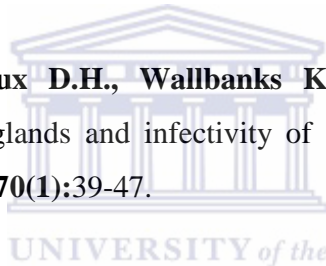 ux D.H., Wallbanks K
glands and infectivity of
70(1):39-47.
UNIVERSITY of the